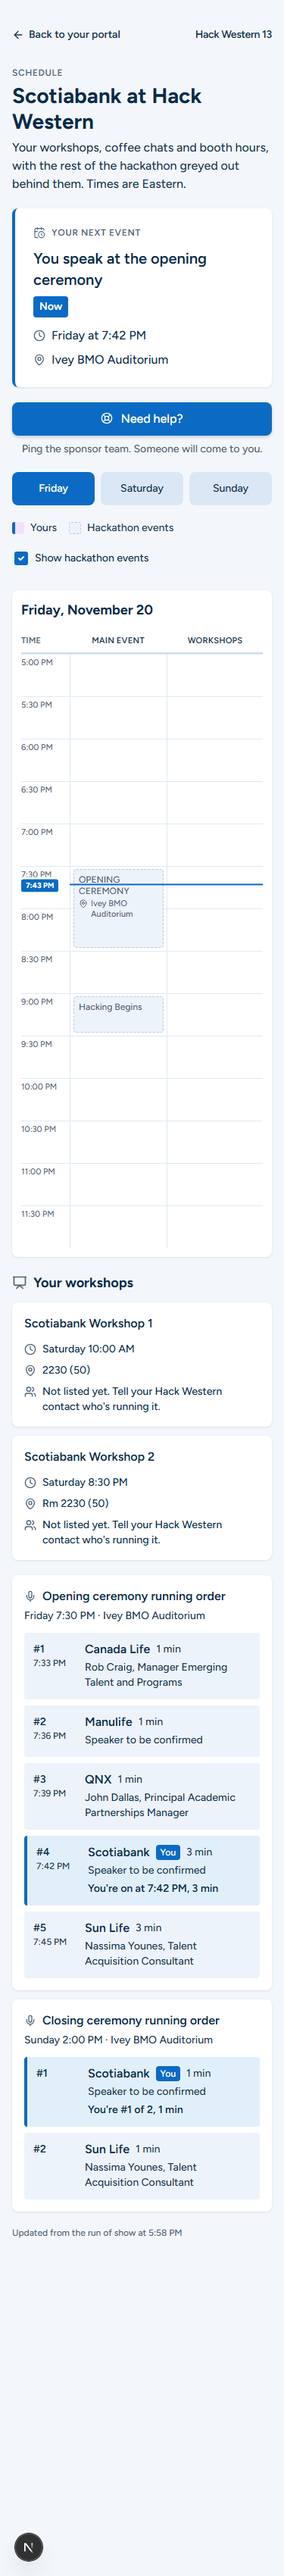 Back to your portal
Hack Western 13
SCHEDULE
Scotiabank at Hack
Western
Your workshops, coffee chats and booth hours,
with the rest of the hackathon greyed out
behind them. Times are Eastern.
YOUR NEXT EVENT
You speak at the opening
ceremony
Now
Friday at 7:42 PM
Ivey BMO Auditorium
Need help?
Ping the sponsor team. Someone will come to you.
Friday
Saturday
Sunday
Yours
Hackathon events
Show hackathon events
Friday, November 20
TIME
MAIN EVENT
WORKSHOPS
5:00 PM
5:30 PM
6:00 PM
6:30 PM
7:00 PM
7:30 PM
7:43 PM
OPENING
CEREMONY
Ivey BMO
Auditorium
8:00 PM
8:30 PM
9:00 PM
Hacking Begins
9:30 PM
10:00 PM
10:30 PM
11:00 PM
11:30 PM
Your workshops
Scotiabank Workshop 1
Saturday 10:00 AM
2230 (50)
Not listed yet. Tell your Hack Western
contact who's running it.
Scotiabank Workshop 2
Saturday 8:30 PM
Rm 2230 (50)
Not listed yet. Tell your Hack Western
contact who's running it.
Opening ceremony running order
Friday 7:30 PM · Ivey BMO Auditorium
#1
7:33 PM
Canada Life 1 min
Rob Craig, Manager Emerging
Talent and Programs
#2
7:36 PM
Manulife 1 min
Speaker to be confirmed
#3
7:39 PM
QNX 1 min
John Dallas, Principal Academic
Partnerships Manager
#4
7:42 PM
Scotiabank You 3 min
Speaker to be confirmed
You're on at 7:42 PM, 3 min
#5
7:45 PM
Sun Life 3 min
Nassima Younes, Talent
Acquisition Consultant
Closing ceremony running order
Sunday 2:00 PM · Ivey BMO Auditorium
#1
Scotiabank You 1 min
Speaker to be confirmed
You're #1 of 2, 1 min
#2
Sun Life 1 min
Nassima Younes, Talent
Acquisition Consultant
Updated from the run of show at 5:58 PM
N